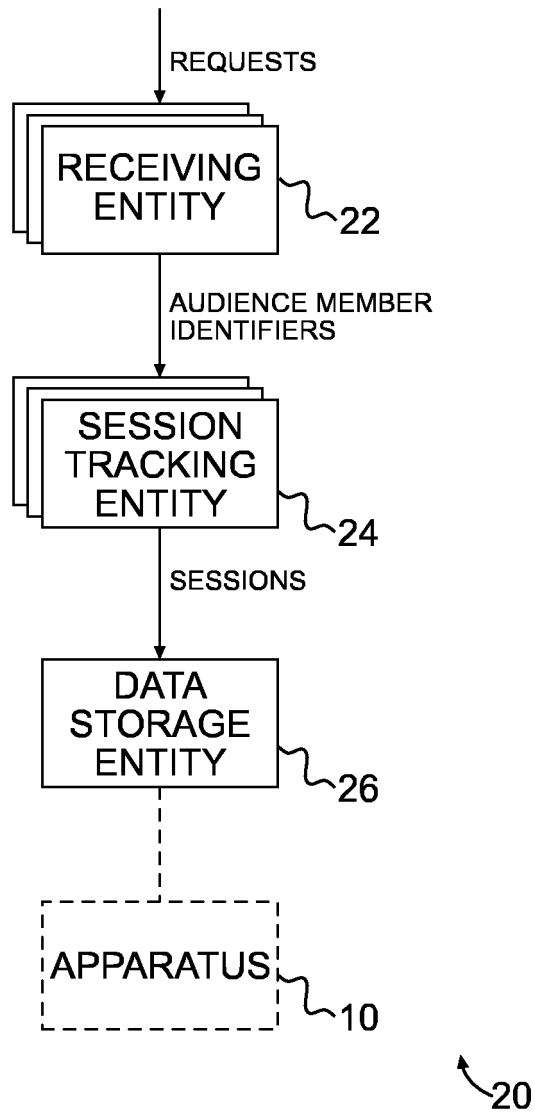 REQUESTS
RECEIVING
ENTITY
22
AUDIENCE MEMBER
IDENTIFIERS
SESSION
TRACKING
ENTITY
24
SESSIONS
DATA
STORAGE
ENTITY
26
APPARATUS
10
20